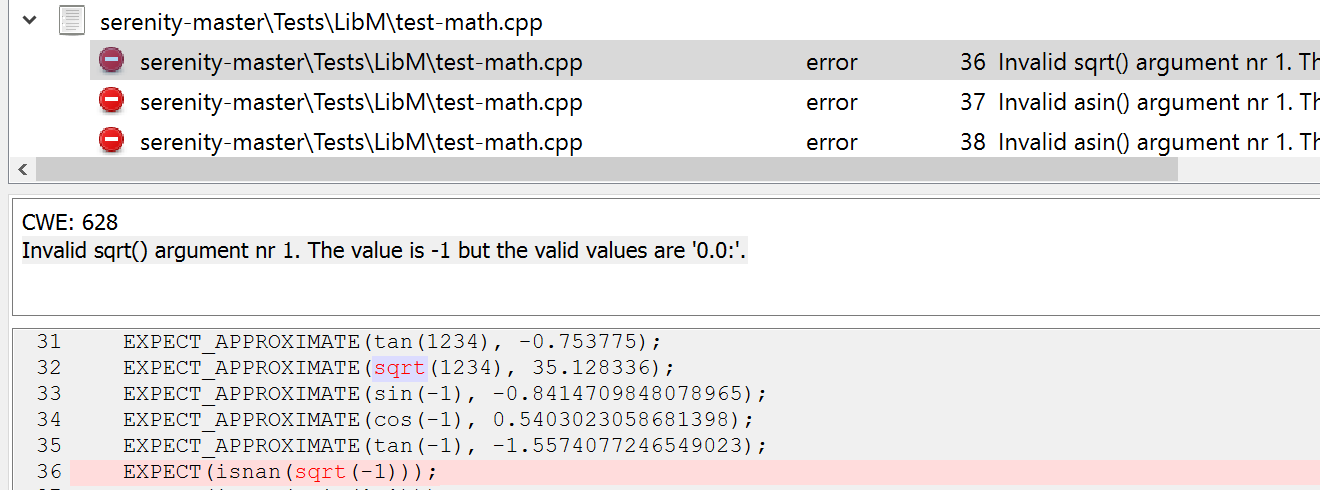 serenity-master\Tests\LibM\test-math.cpp
serenity-master\Tests\LibM\test-math.cpp error 36 Invalid sqrt() argument nr 1. Th
serenity-master\Tests\LibM\test-math.cpp error 37 Invalid asin() argument nr 1. Th
serenity-master\Tests\LibM\test-math.cpp error 38 Invalid asin() argument nr 1. Th
CWE: 628
Invalid sqrt() argument nr 1. The value is -1 but the valid values are '0.0:'.
31 EXPECT_APPROXIMATE(tan(1234), -0.753775);
32 EXPECT_APPROXIMATE(sqrt(1234), 35.128336);
33 EXPECT_APPROXIMATE(sin(-1), -0.8414709848078965);
34 EXPECT_APPROXIMATE(cos(-1), 0.5403023058681398);
35 EXPECT_APPROXIMATE(tan(-1), -1.5574077246549023);
36 EXPECT(isnan(sqrt(-1)));